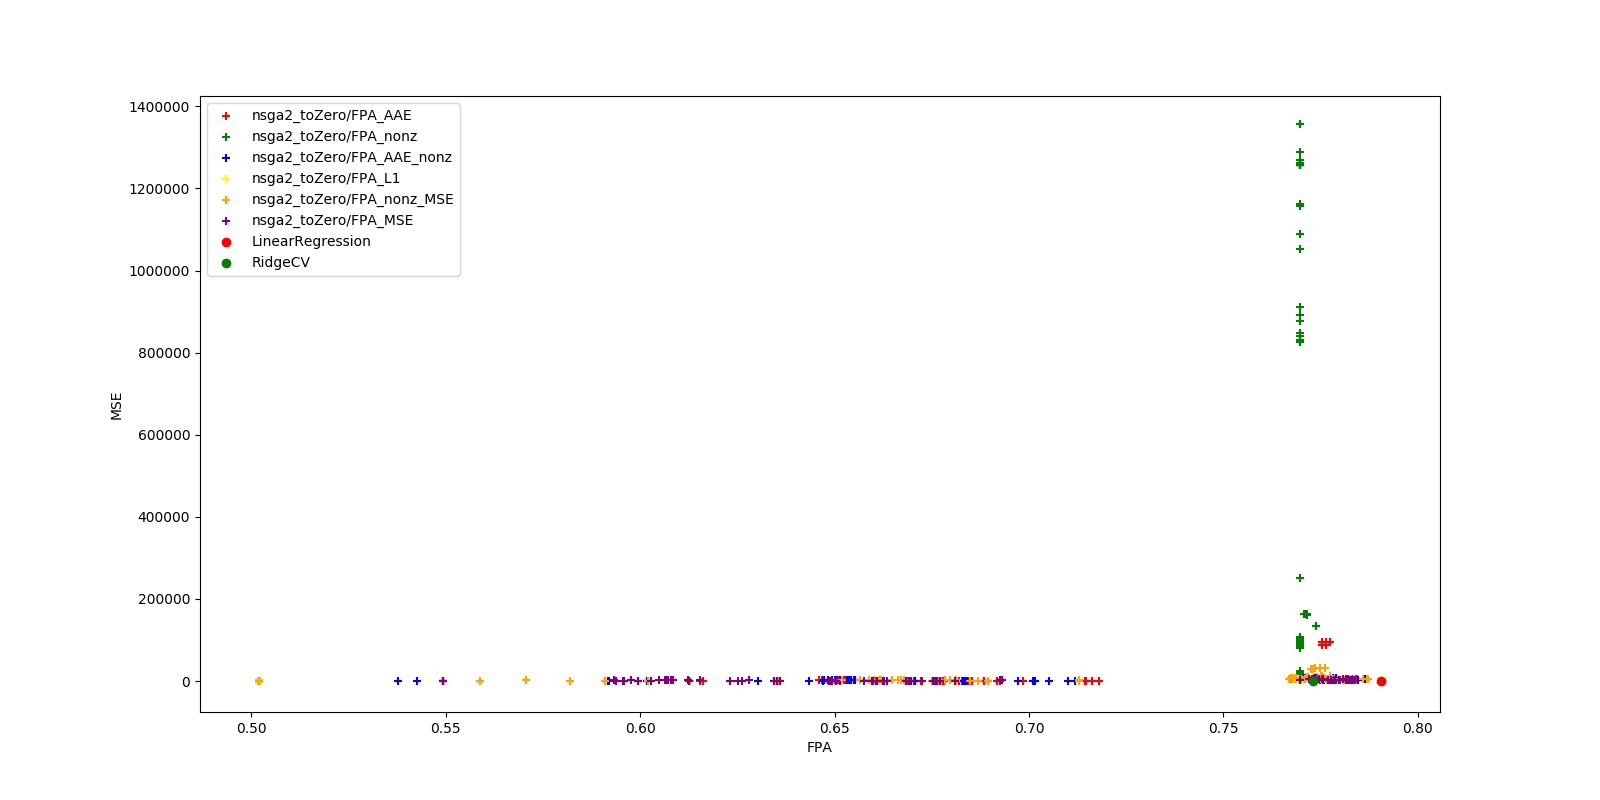 1400000
1200000
1000000
800000
600000
400000
200000
0
MSE
nsga2_toZero/FPA_AAE
nsga2_toZero/FPA_nonz
nsga2_toZero/FPA_AAE_nonz
nsga2_toZero/FPA_L1
nsga2_toZero/FPA_nonz_MSE
nsga2_toZero/FPA_MSE
LinearRegression
RidgeCV
0.50 0.55 0.60 0.65 0.70 0.75 0.80
FPA